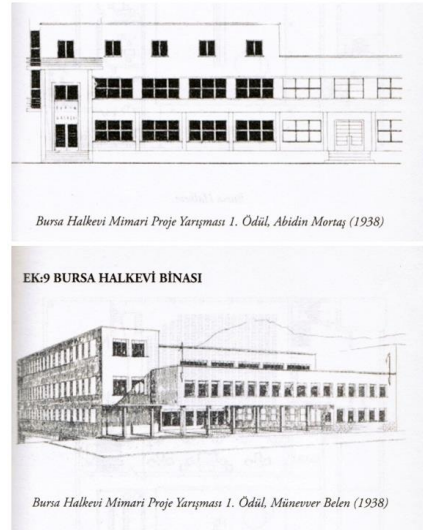 Bursa Halkevi Mimari Proje Yarışması 1. Ödül, Abidin Mortaş (1938)
EK:9 BURSA HALKEVİ BİNASI
Bursa Halkevi Mimari Proje Yarışması 1. Ödül, Münevver Belen (1938)